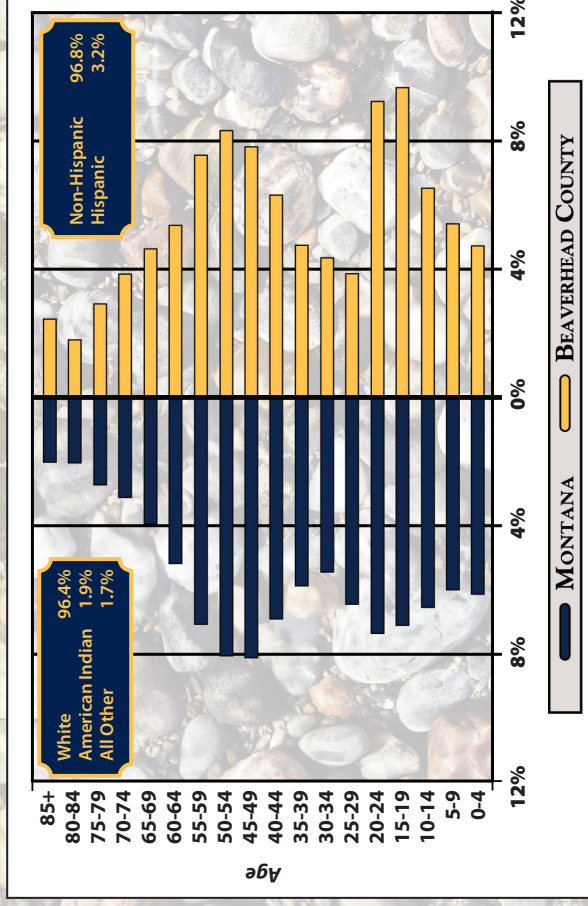 White 96.4%
American Indian 1.9%
All Other 1.7%
Non-Hispanic 96.8%
Hispanic 3.2%
Age
85+
80-84
75-79
70-74
65-69
60-64
55-59
50-54
45-49
40-44
35-39
30-34
25-29
20-24
15-19
10-14
5-9
0-4
12% 8% 4% 0% 4% 8% 12%
MONTANA BEAVERHEAD COUNTY